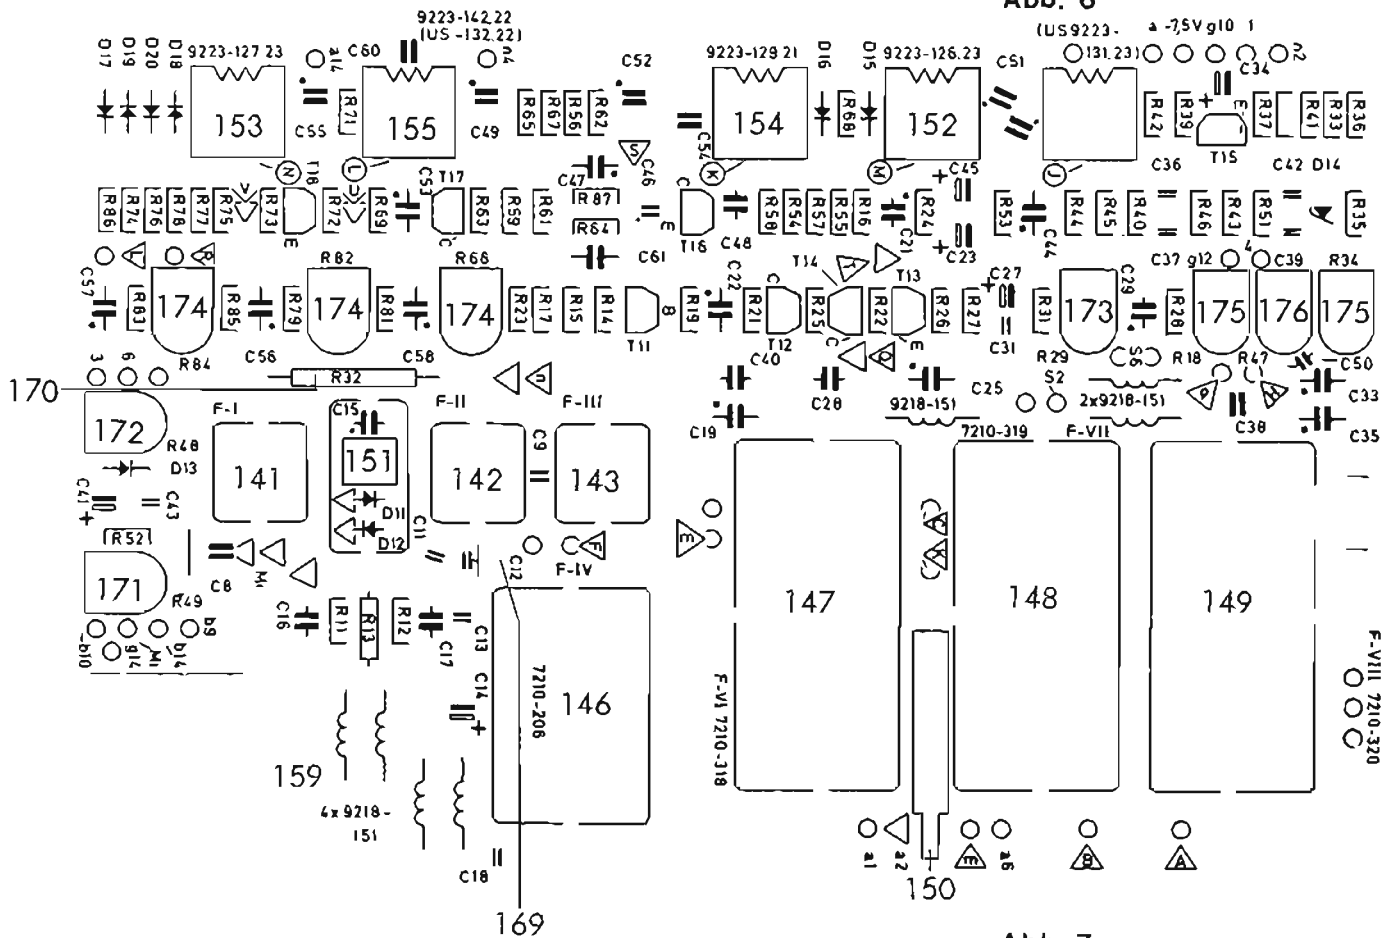 9223-142.22
(US -132.22)
(US9223-
131.23)
a -7,5V g10 1
n2
D17
D19
D20
D18
9223-127.23
a14
C60
n4
C52
9223-129.21
D16
D15
9223-126.23
C51
C34
153
C55
R71
155
C49
R65
R67
R56
R62
C54
154
R68
152
R42
R39
E
T15
R37
R41
R33
R36
N
T18
L
C53
T17
S
C46
C47
K
M
C45
J
C36
C42
D14
R86
R74
R76
R78
R77
R75
V
R73
E
R72
U
R69
C
R63
R59
R61
R87
R64
C61
C
E
T16
C48
R58
R54
R57
R55
R16
C21
R24
C23
R53
C44
R44
R45
R40
R46
R43
R51
R35
C57
L
R
R82
R66
C22
T14
T
T13
C27
C29
C37
g12
4
C39
R34
R83
174
R85
R79
174
R81
174
R23
R17
R15
R14
T11
B
R19
R21
C
T12
R25
C
R22
E
R26
R27
C31
R31
173
R28
175
176
175
3
6
R84
C56
C58
C40
O
R29
S6
R18
R47
C50
170
R32
n
C28
C25
S2
9
H
C33
172
F-I
C15
F-II
F-III
C19
9218-151
7210-319
2x9218-151
F-VII
C38
C35
R48
D13
C41
C43
141
151
142
C9
143
D11
D12
C11
R52
C12
F
F-IV
E
C
K
171
R49
C8
M
C16
R11
R13
R12
C17
C13
147
148
149
-b10
g14
M1
b14
b9
C14
7210-206
146
F-VI 7210-318
F-VIII 7210-320
159
4x9218-
151
C18
a1
a2
m
a6
B
A
150
169